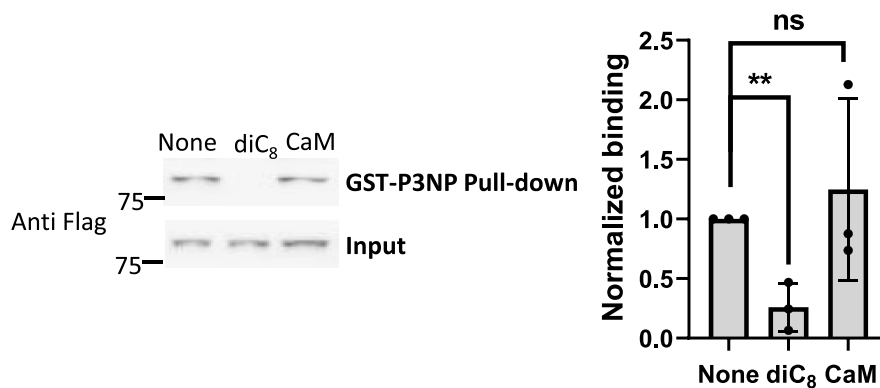 None diC₈ CaM
75
GST-P3NP Pull-down
Anti Flag
75
Input
ns
**
Normalized binding
2.5
2.0
1.5
1.0
0.5
0.0
None diC₈ CaM